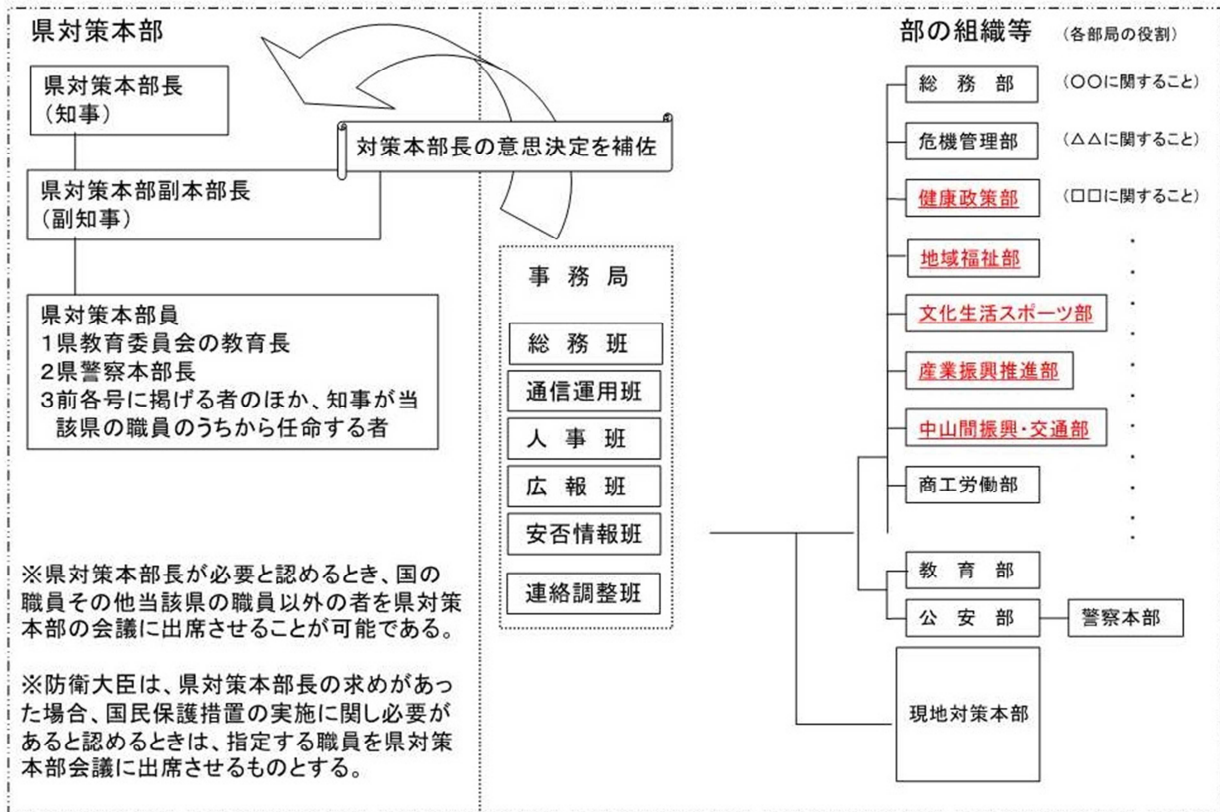 県対策本部
県対策本部長
（知事）
県対策本部副本部長
（副知事）
県対策本部員
１県教育委員会の教育長
２県警察本部長
３前各号に掲げる者のほか、知事が当
該県の職員のうちから任命する者
※県対策本部長が必要と認めるとき、国の
職員その他当該県の職員以外の者を県対策
本部の会議に出席させることが可能である。
※防衛大臣は、県対策本部長の求めがあっ
た場合、国民保護措置の実施に関し必要が
あると認めるときは、指定する職員を県対策
本部会議に出席させるものとする。
対策本部長の意思決定を補佐
事務局
総務班
通信運用班
人事班
広報班
安否情報班
連絡調整班
部の組織等 （各部局の役割）
総務部 （○○に関すること）
危機管理部 （△△に関すること）
健康政策部 （□□に関すること）
地域福祉部
文化生活スポーツ部
産業振興推進部
中山間振興・交通部
商工労働部
教育部
公安部 警察本部
現地対策本部